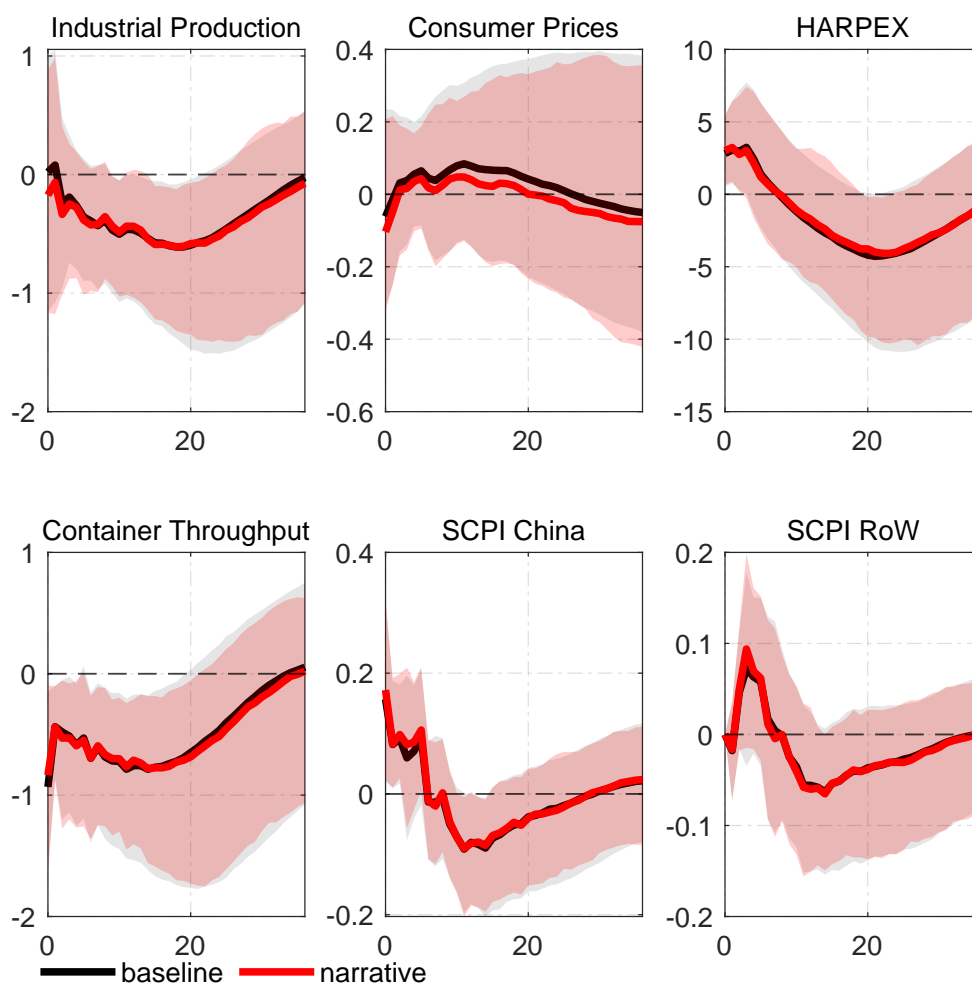 Industrial Production Consumer Prices HARPEX
1 0.4 10
0.2 5
0 0 0
-0.2 -5
-1 -0.4 -10
-2 -0.6 -15
0 20 0 20 0 20
Container Throughput SCPI China SCPI RoW
1 0.4 0.2
0.2 0.1
0 0 0
-1 -0.1
-2 -0.2 -0.2
0 20 0 20 0 20
baseline narrative